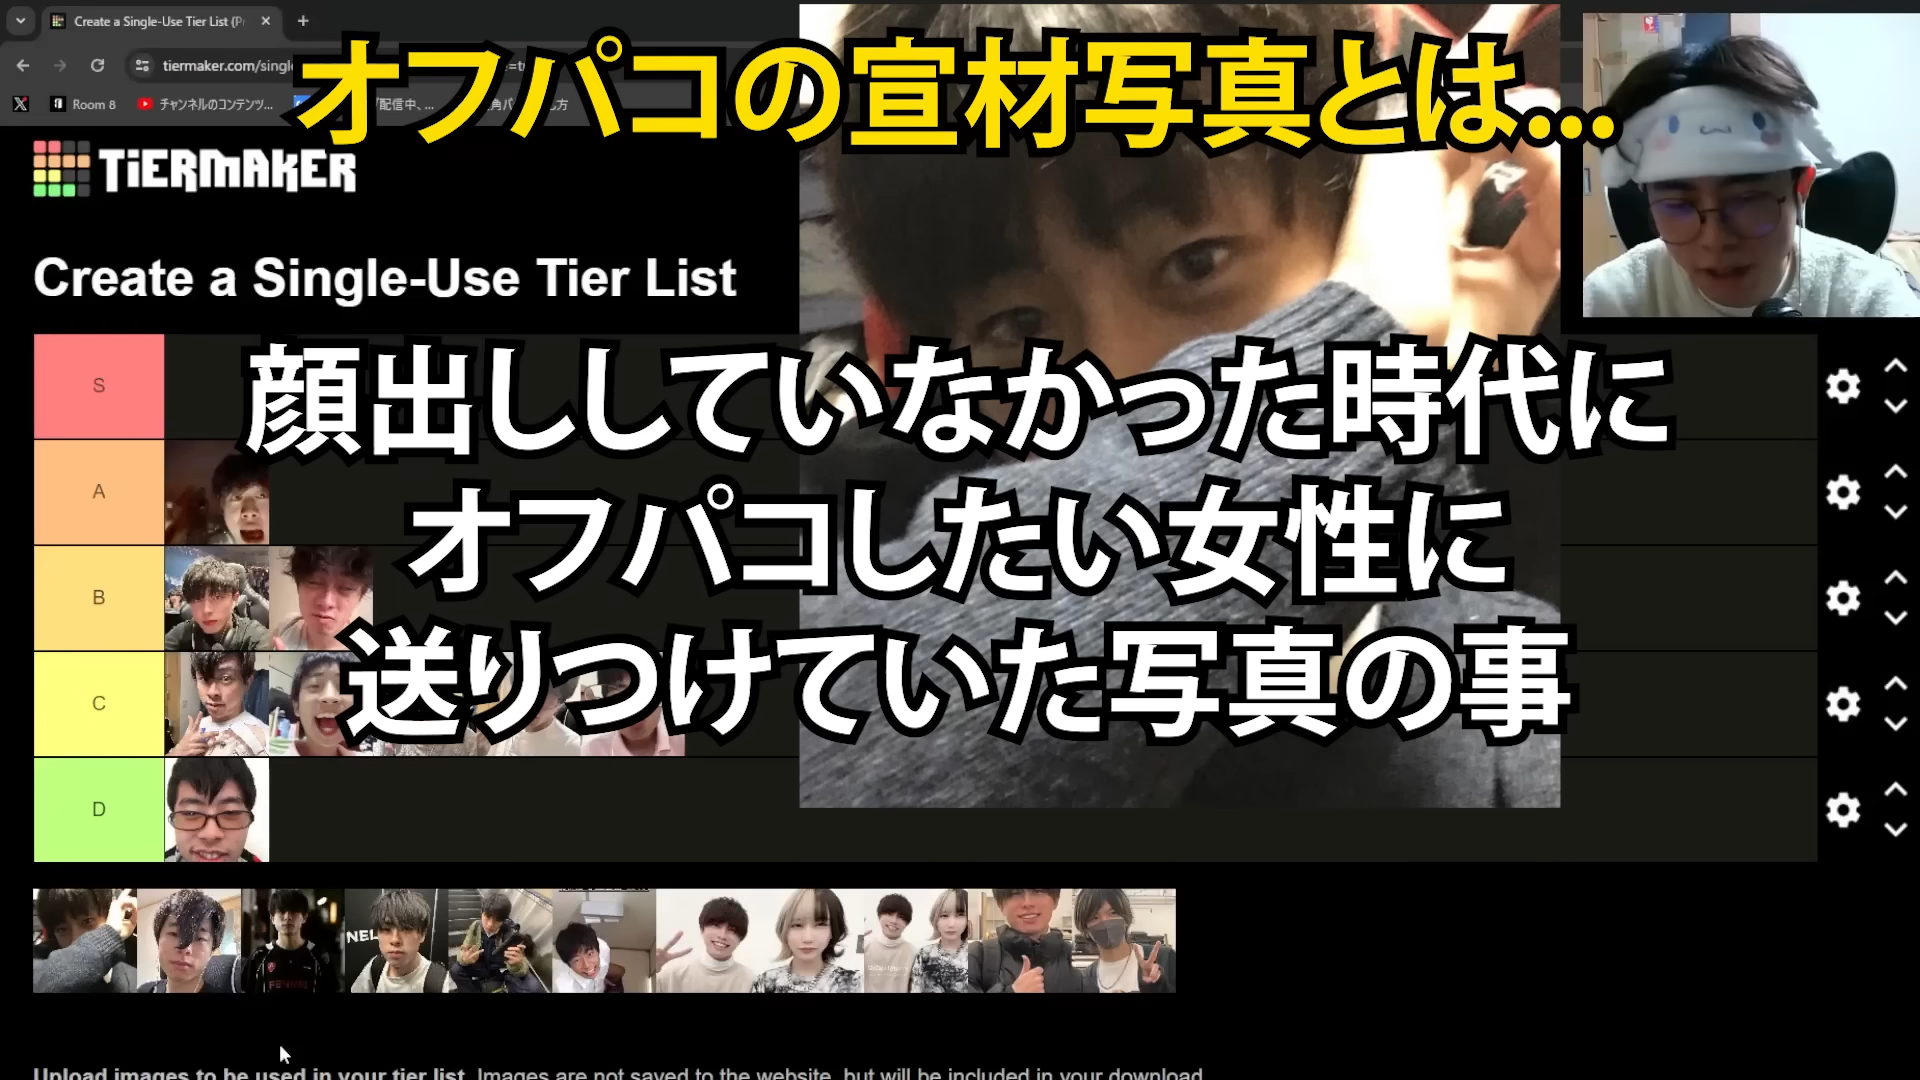 Create a Single-Use Tier List (P
tiermaker.com/single
Room 8
チャンネルのコンテンツ...
配信中、...
オフパコの宣材写真とは...
TiERMAKER
Create a Single-Use Tier List
S
顔出ししていなかった時代に
A
オフパコしたい女性に
B
送りつけていた写真の事
C
D
Upload images to be used in your tier list. Images are not saved to the website, but will be included in your download